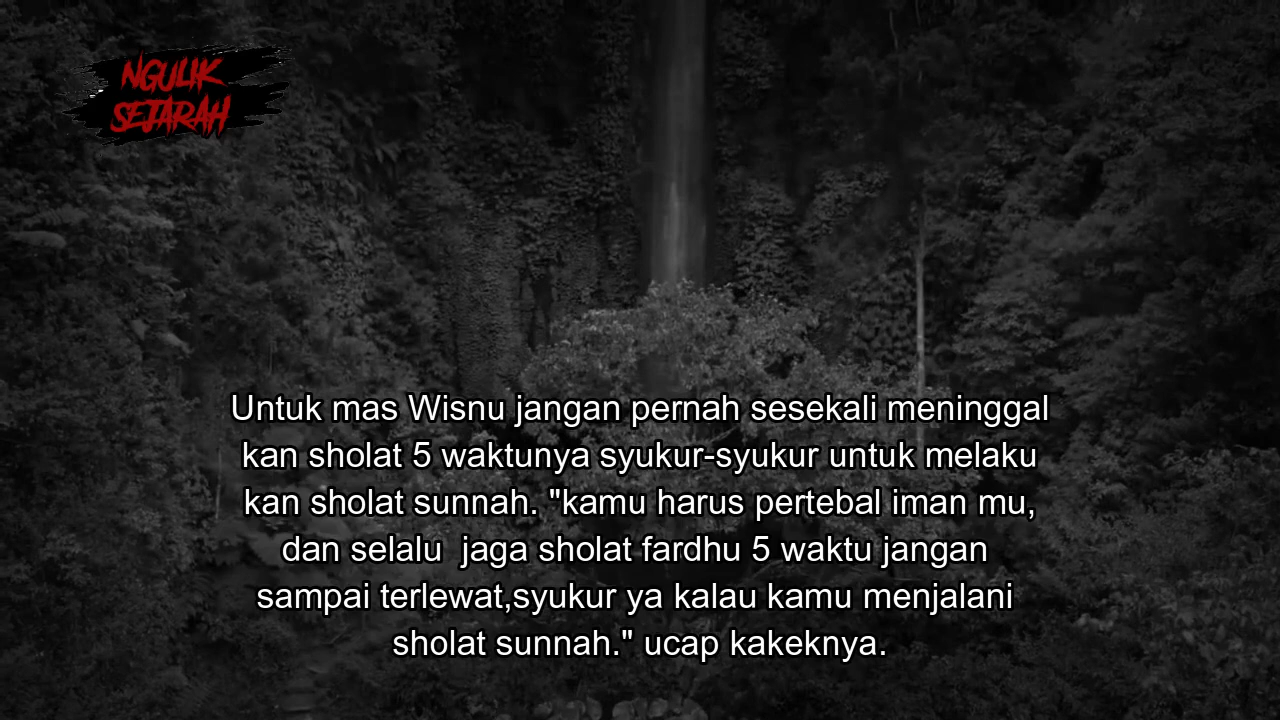 NGULIK
SEJARAH
Untuk mas Wisnu jangan pernah sesekali meninggal
kan sholat 5 waktunya syukur-syukur untuk melaku
kan sholat sunnah. "kamu harus pertebal iman mu,
dan selalu  jaga sholat fardhu 5 waktu jangan
sampai terlewat,syukur ya kalau kamu menjalani
sholat sunnah." ucap kakeknya.